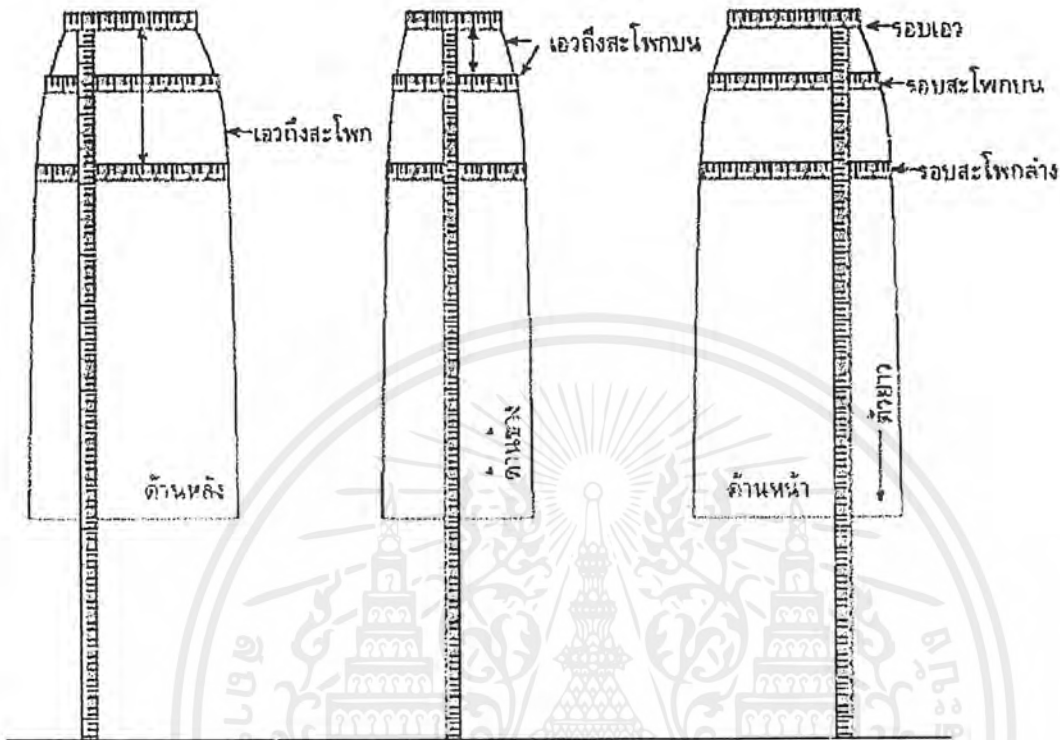 รอบเอว
เอวถึงสะโพกบน
รอบสะโพกบน
เอวถึงสะโพก
รอบสะโพกล่าง
ตัวยาว
ด้านข้าง
ด้านหลัง
ด้านหน้า